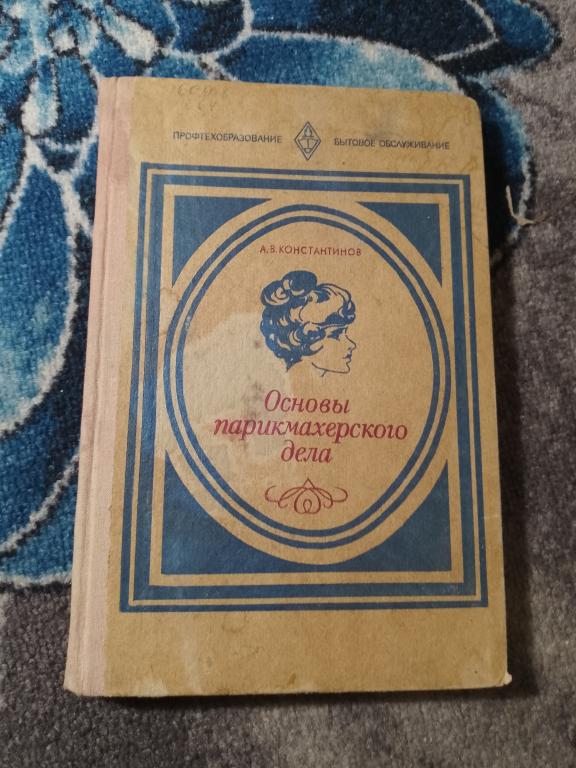 ПРОФТЕХОБРАЗОВАНИЕ БЫТОВОЕ ОБСЛУЖИВАНИЕ
А. В. КОНСТАНТИНОВ
Основы
парикмахерского
дела